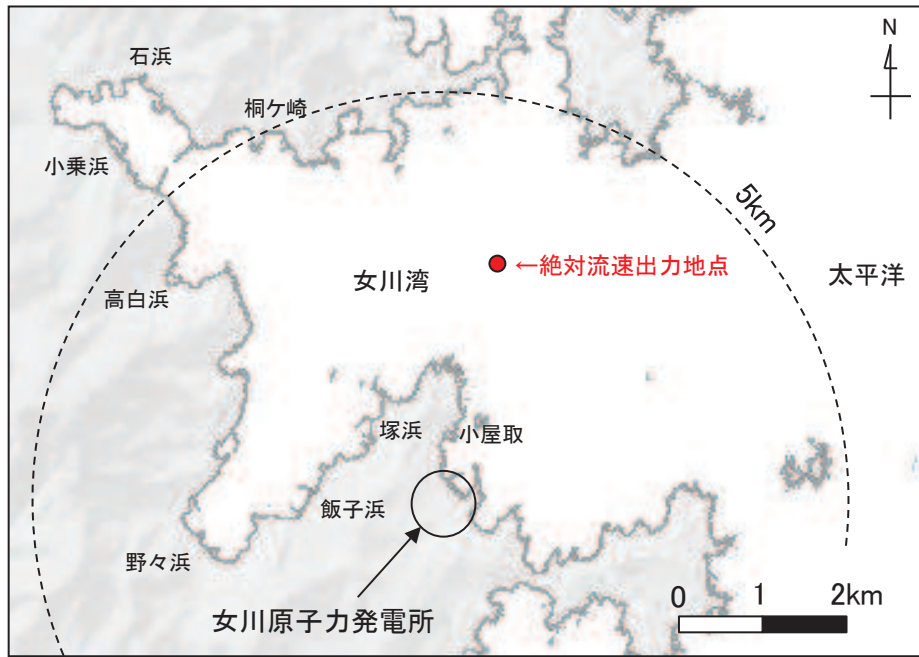 N
石浜
桐ケ崎
小乗浜
5km
女川湾
←絶対流速出力地点
太平洋
高白浜
塚浜
小屋取
飯子浜
野々浜
女川原子力発電所
0 1 2km